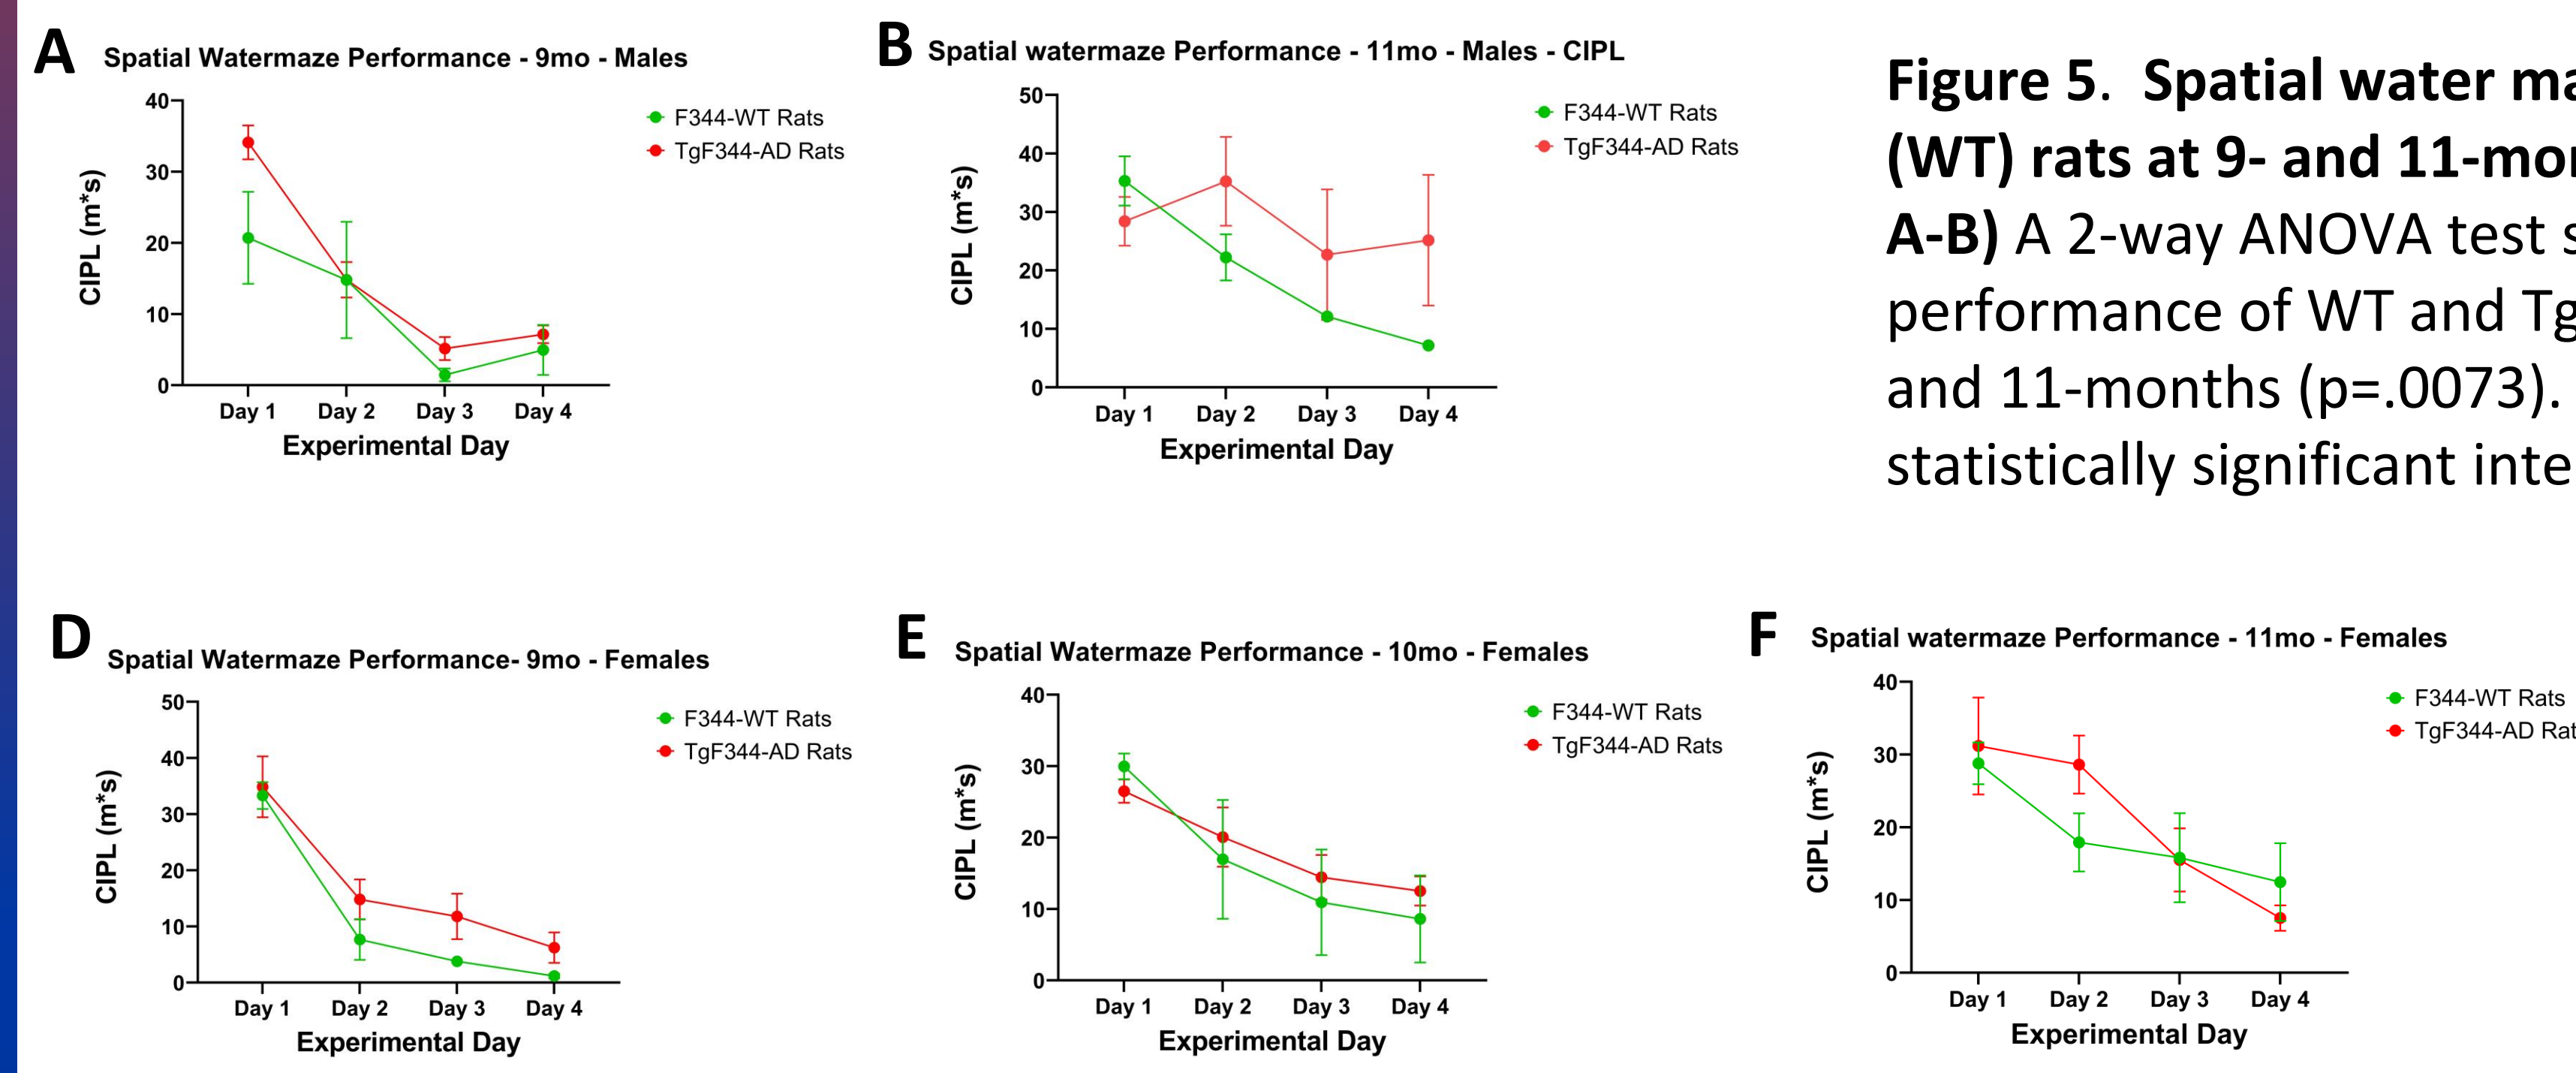 A
Spatial Watermaze Performance - 9mo - Males
40
30
20
10
0
CIPL (m*s)
Day 1 Day 2 Day 3 Day 4
Experimental Day
F344-WT Rats
TgF344-AD Rats
B
Spatial watermaze Performance - 11mo - Males - CIPL
50
40
30
20
10
0
CIPL (m*s)
Day 1 Day 2 Day 3 Day 4
Experimental Day
F344-WT Rats
TgF344-AD Rats
Figure 5. Spatial water ma
(WT) rats at 9- and 11-mo
A-B) A 2-way ANOVA test s
performance of WT and Tg
and 11-months (p=.0073).
statistically significant inte
D
Spatial Watermaze Performance- 9mo - Females
50
40
30
20
10
0
CIPL (m*s)
Day 1 Day 2 Day 3 Day 4
Experimental Day
F344-WT Rats
TgF344-AD Rats
E
Spatial Watermaze Performance - 10mo - Females
40
30
20
10
0
CIPL (m*s)
Day 1 Day 2 Day 3 Day 4
Experimental Day
F344-WT Rats
TgF344-AD Rats
F
Spatial watermaze Performance - 11mo - Females
40
30
20
10
0
CIPL (m*s)
Day 1 Day 2 Day 3 Day 4
Experimental Day
F344-WT Rats
TgF344-AD Rat